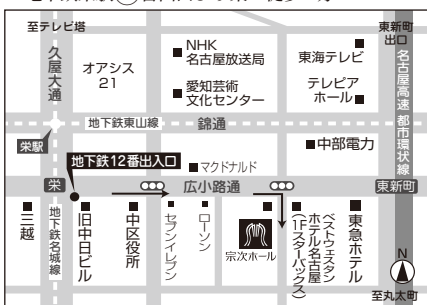 至テレビ塔
久屋大通
オアシス
21
NHK
名古屋放送局
愛知芸術
文化センター
東海テレビ
テレピア
ホール
東新町
出口
名古屋高速 都市環状線
地下鉄東山線
錦通
栄駅
中部電力
地下鉄12番出入口
マクドナルド
栄
広小路通
東新町
三越
地下鉄名城線
旧中日ビル
中区役所
セブンイレブン
ローソン
宗次ホール
ベストウェスタン
ホテル名古屋
(1Fスターバックス)
東急ホテル
N
至丸太町